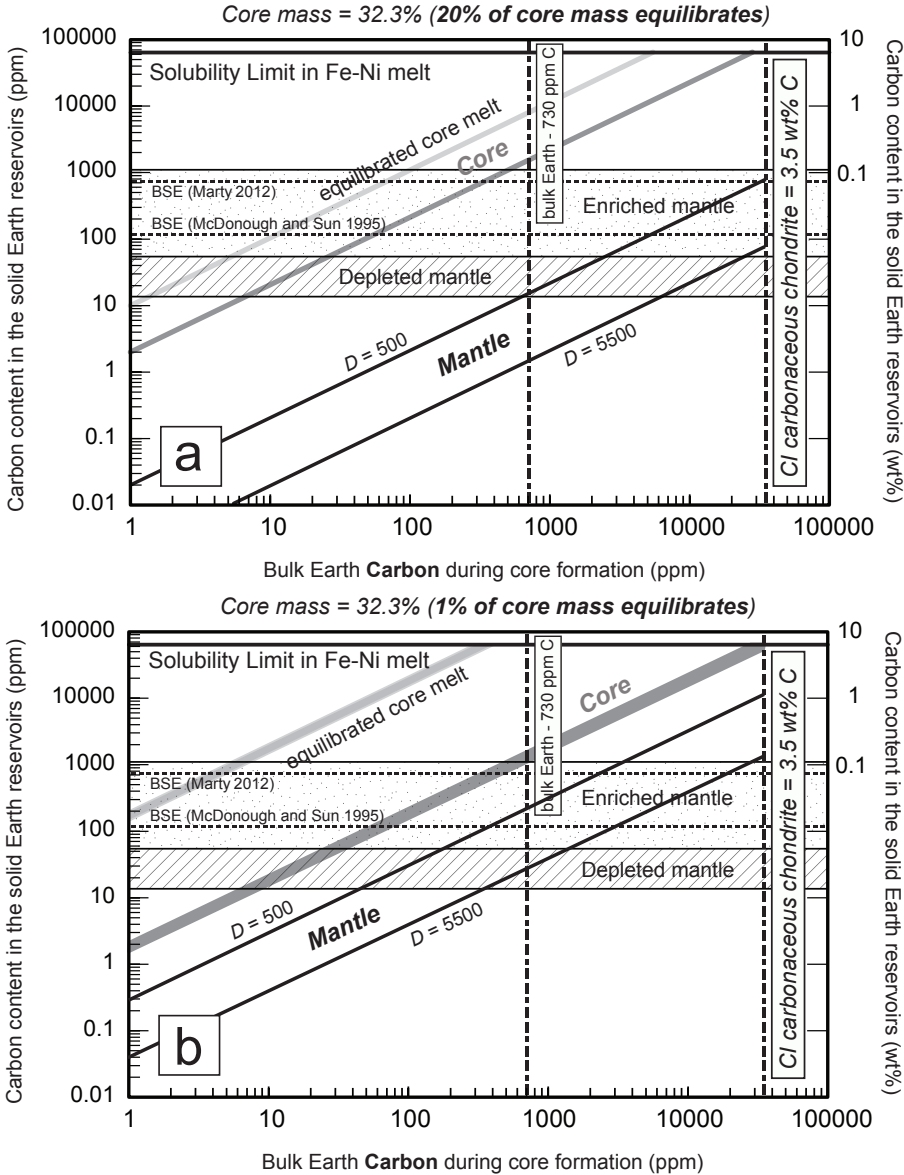 Core mass = 32.3% (20% of core mass equilibrates)
100000
10000
1000
100
10
1
0.1
0.01
Carbon content in the solid Earth reservoirs (ppm)
10
1
0.1
Carbon content in the solid Earth reservoirs (wt%)
Solubility Limit in Fe-Ni melt
equilibrated core melt
Core
bulk Earth - 730 ppm C
CI carbonaceous chondrite = 3.5 wt% C
BSE (Marty 2012)
Enriched mantle
BSE (McDonough and Sun 1995)
Depleted mantle
D = 500
Mantle
D = 5500
a
1 10 100 1000 10000 100000
Bulk Earth Carbon during core formation (ppm)
Core mass = 32.3% (1% of core mass equilibrates)
100000
10000
1000
100
10
1
0.1
0.01
Carbon content in the solid Earth reservoirs (ppm)
10
1
0.1
Carbon content in the solid Earth reservoirs (wt%)
Solubility Limit in Fe-Ni melt
equilibrated core melt
Core
bulk Earth - 730 ppm C
CI carbonaceous chondrite = 3.5 wt% C
BSE (Marty 2012)
Enriched mantle
BSE (McDonough and Sun 1995)
Depleted mantle
D = 500
Mantle
D = 5500
b
1 10 100 1000 10000 100000
Bulk Earth Carbon during core formation (ppm)